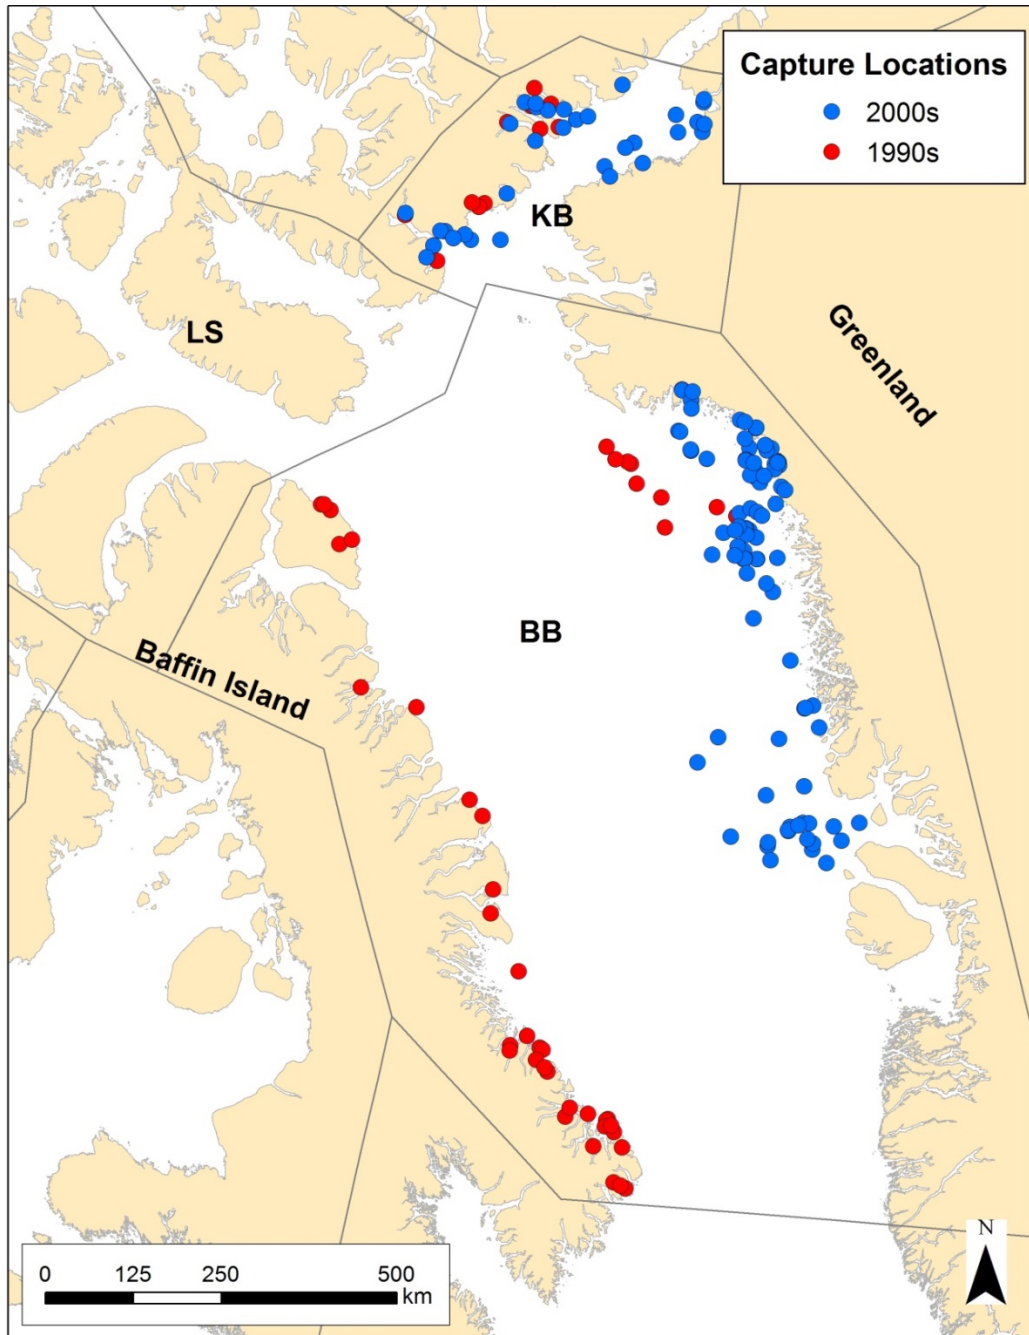 Capture Locations
2000s
1990s
KB
LS
Greenland
BB
Baffin Island
N
0 125 250 500
km